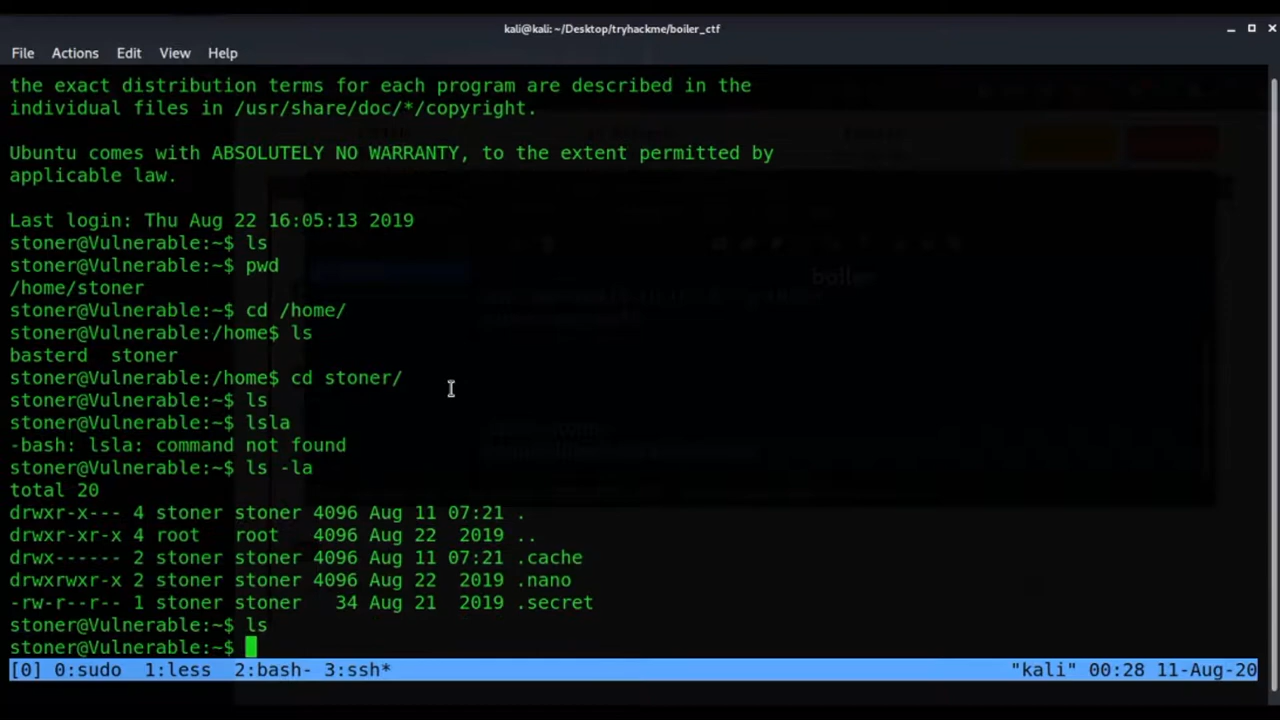 kali@kali: ~/Desktop/tryhackme/boiler_ctf
File Actions Edit View Help
the exact distribution terms for each program are described in the
individual files in /usr/share/doc/*/copyright.
Ubuntu comes with ABSOLUTELY NO WARRANTY, to the extent permitted by
applicable law.
Last login: Thu Aug 22 16:05:13 2019
stoner@Vulnerable:~$ ls
stoner@Vulnerable:~$ pwd
/home/stoner
stoner@Vulnerable:~$ cd /home/
stoner@Vulnerable:/home$ ls
basterd  stoner
stoner@Vulnerable:/home$ cd stoner/
stoner@Vulnerable:~$ ls
stoner@Vulnerable:~$ lsla
-bash: lsla: command not found
stoner@Vulnerable:~$ ls -la
total 20
drwxr-x--- 4 stoner stoner 4096 Aug 11 07:21 .
drwxr-xr-x 4 root   root   4096 Aug 22  2019 ..
drwx------ 2 stoner stoner 4096 Aug 11 07:21 .cache
drwxrwxr-x 2 stoner stoner 4096 Aug 22  2019 .nano
-rw-r--r-- 1 stoner stoner   34 Aug 21  2019 .secret
stoner@Vulnerable:~$ ls
stoner@Vulnerable:~$
[0] 0:sudo  1:less  2:bash- 3:ssh* "kali" 00:28 11-Aug-20
boiler